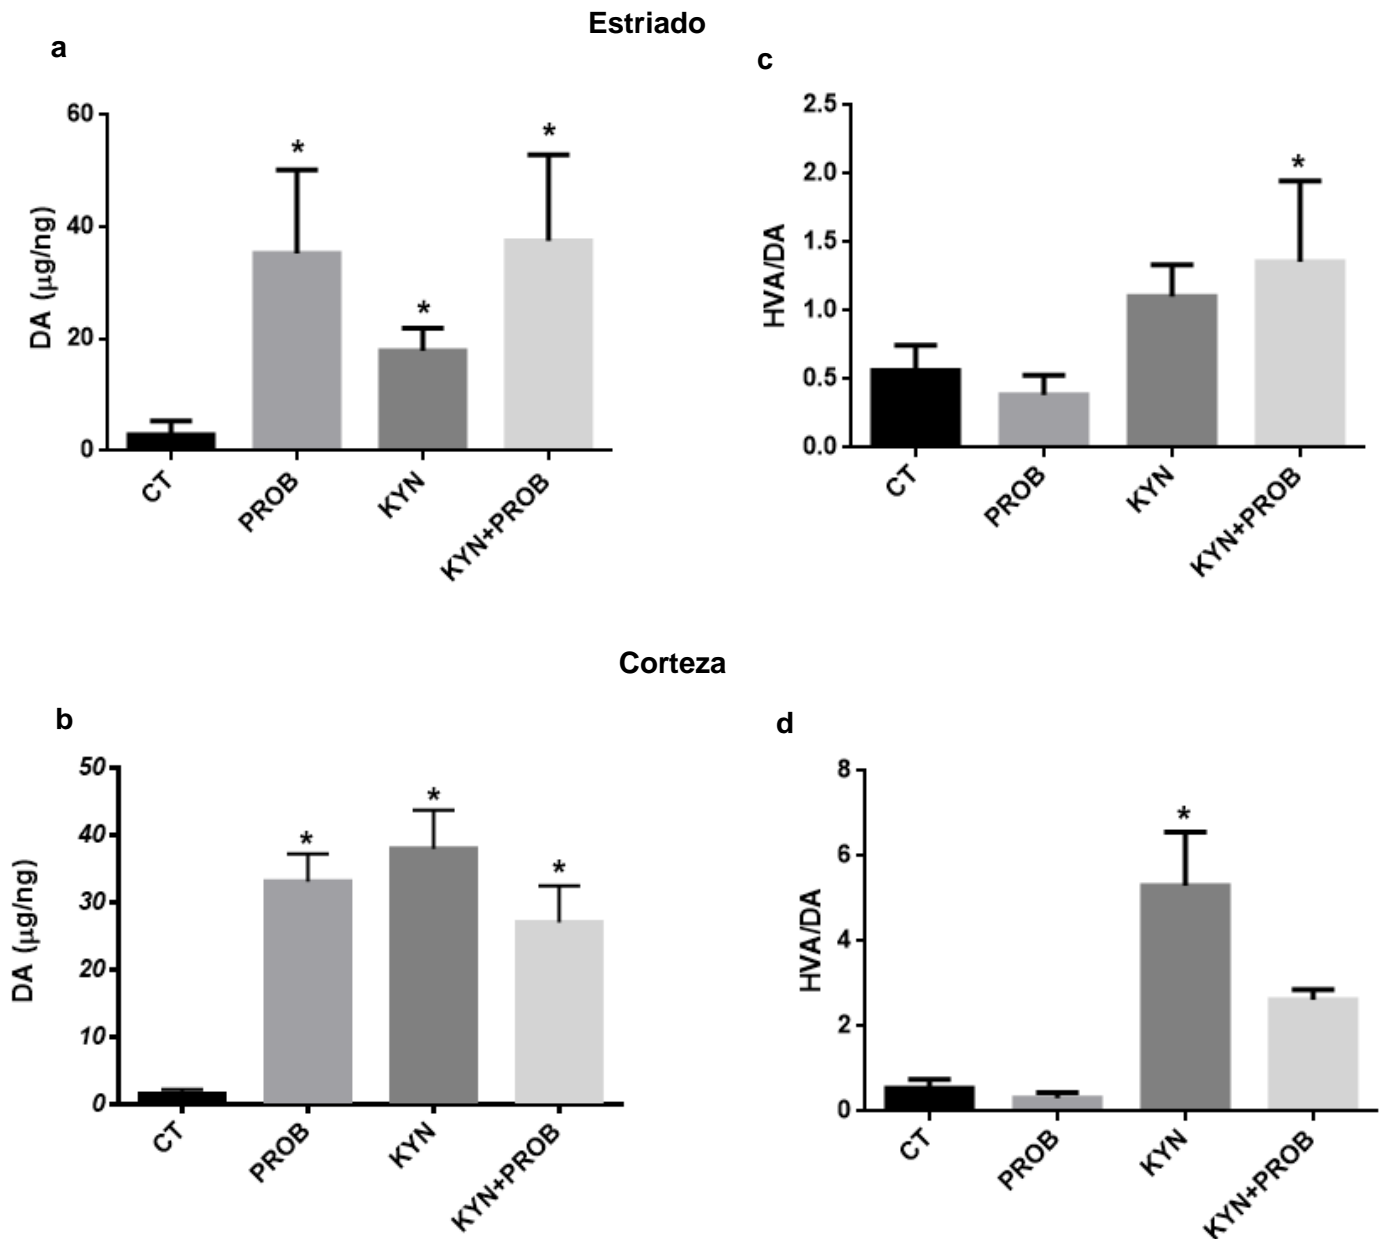 Estriado
a
DA (µg/ng)
60
40
20
0
*
*
*
CT
PROB
KYN
KYN+PROB
c
HVA/DA
2.5
2.0
1.5
1.0
0.5
0.0
*
CT
PROB
KYN
KYN+PROB
Corteza
b
DA (µg/ng)
50
40
30
20
10
0
*
*
*
CT
PROB
KYN
KYN+PROB
d
HVA/DA
8
6
4
2
0
*
CT
PROB
KYN
KYN+PROB